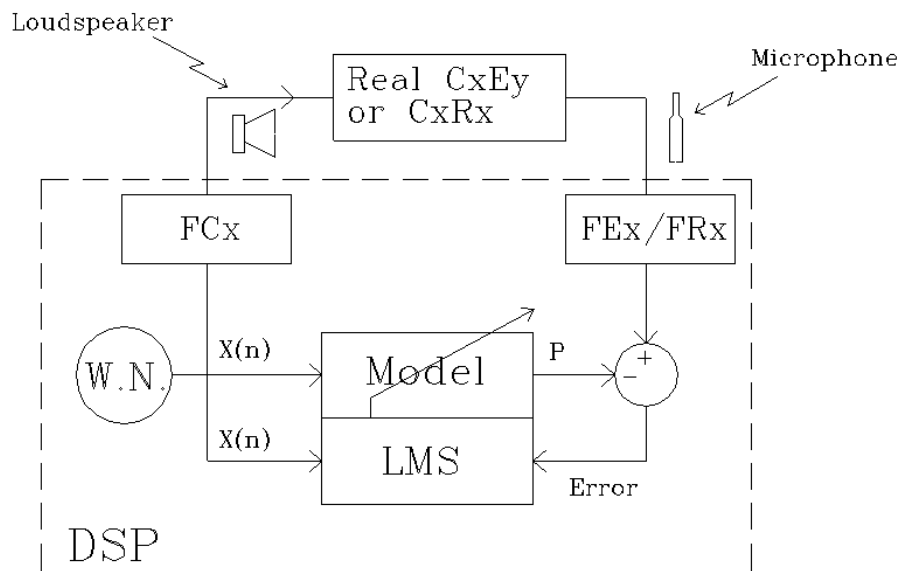 Loudspeaker
Real CxEy
or CxRx
Microphone
FCx
FEx/FRx
X(n)
P
+
-
W.N.
Model
X(n)
LMS
Error
DSP